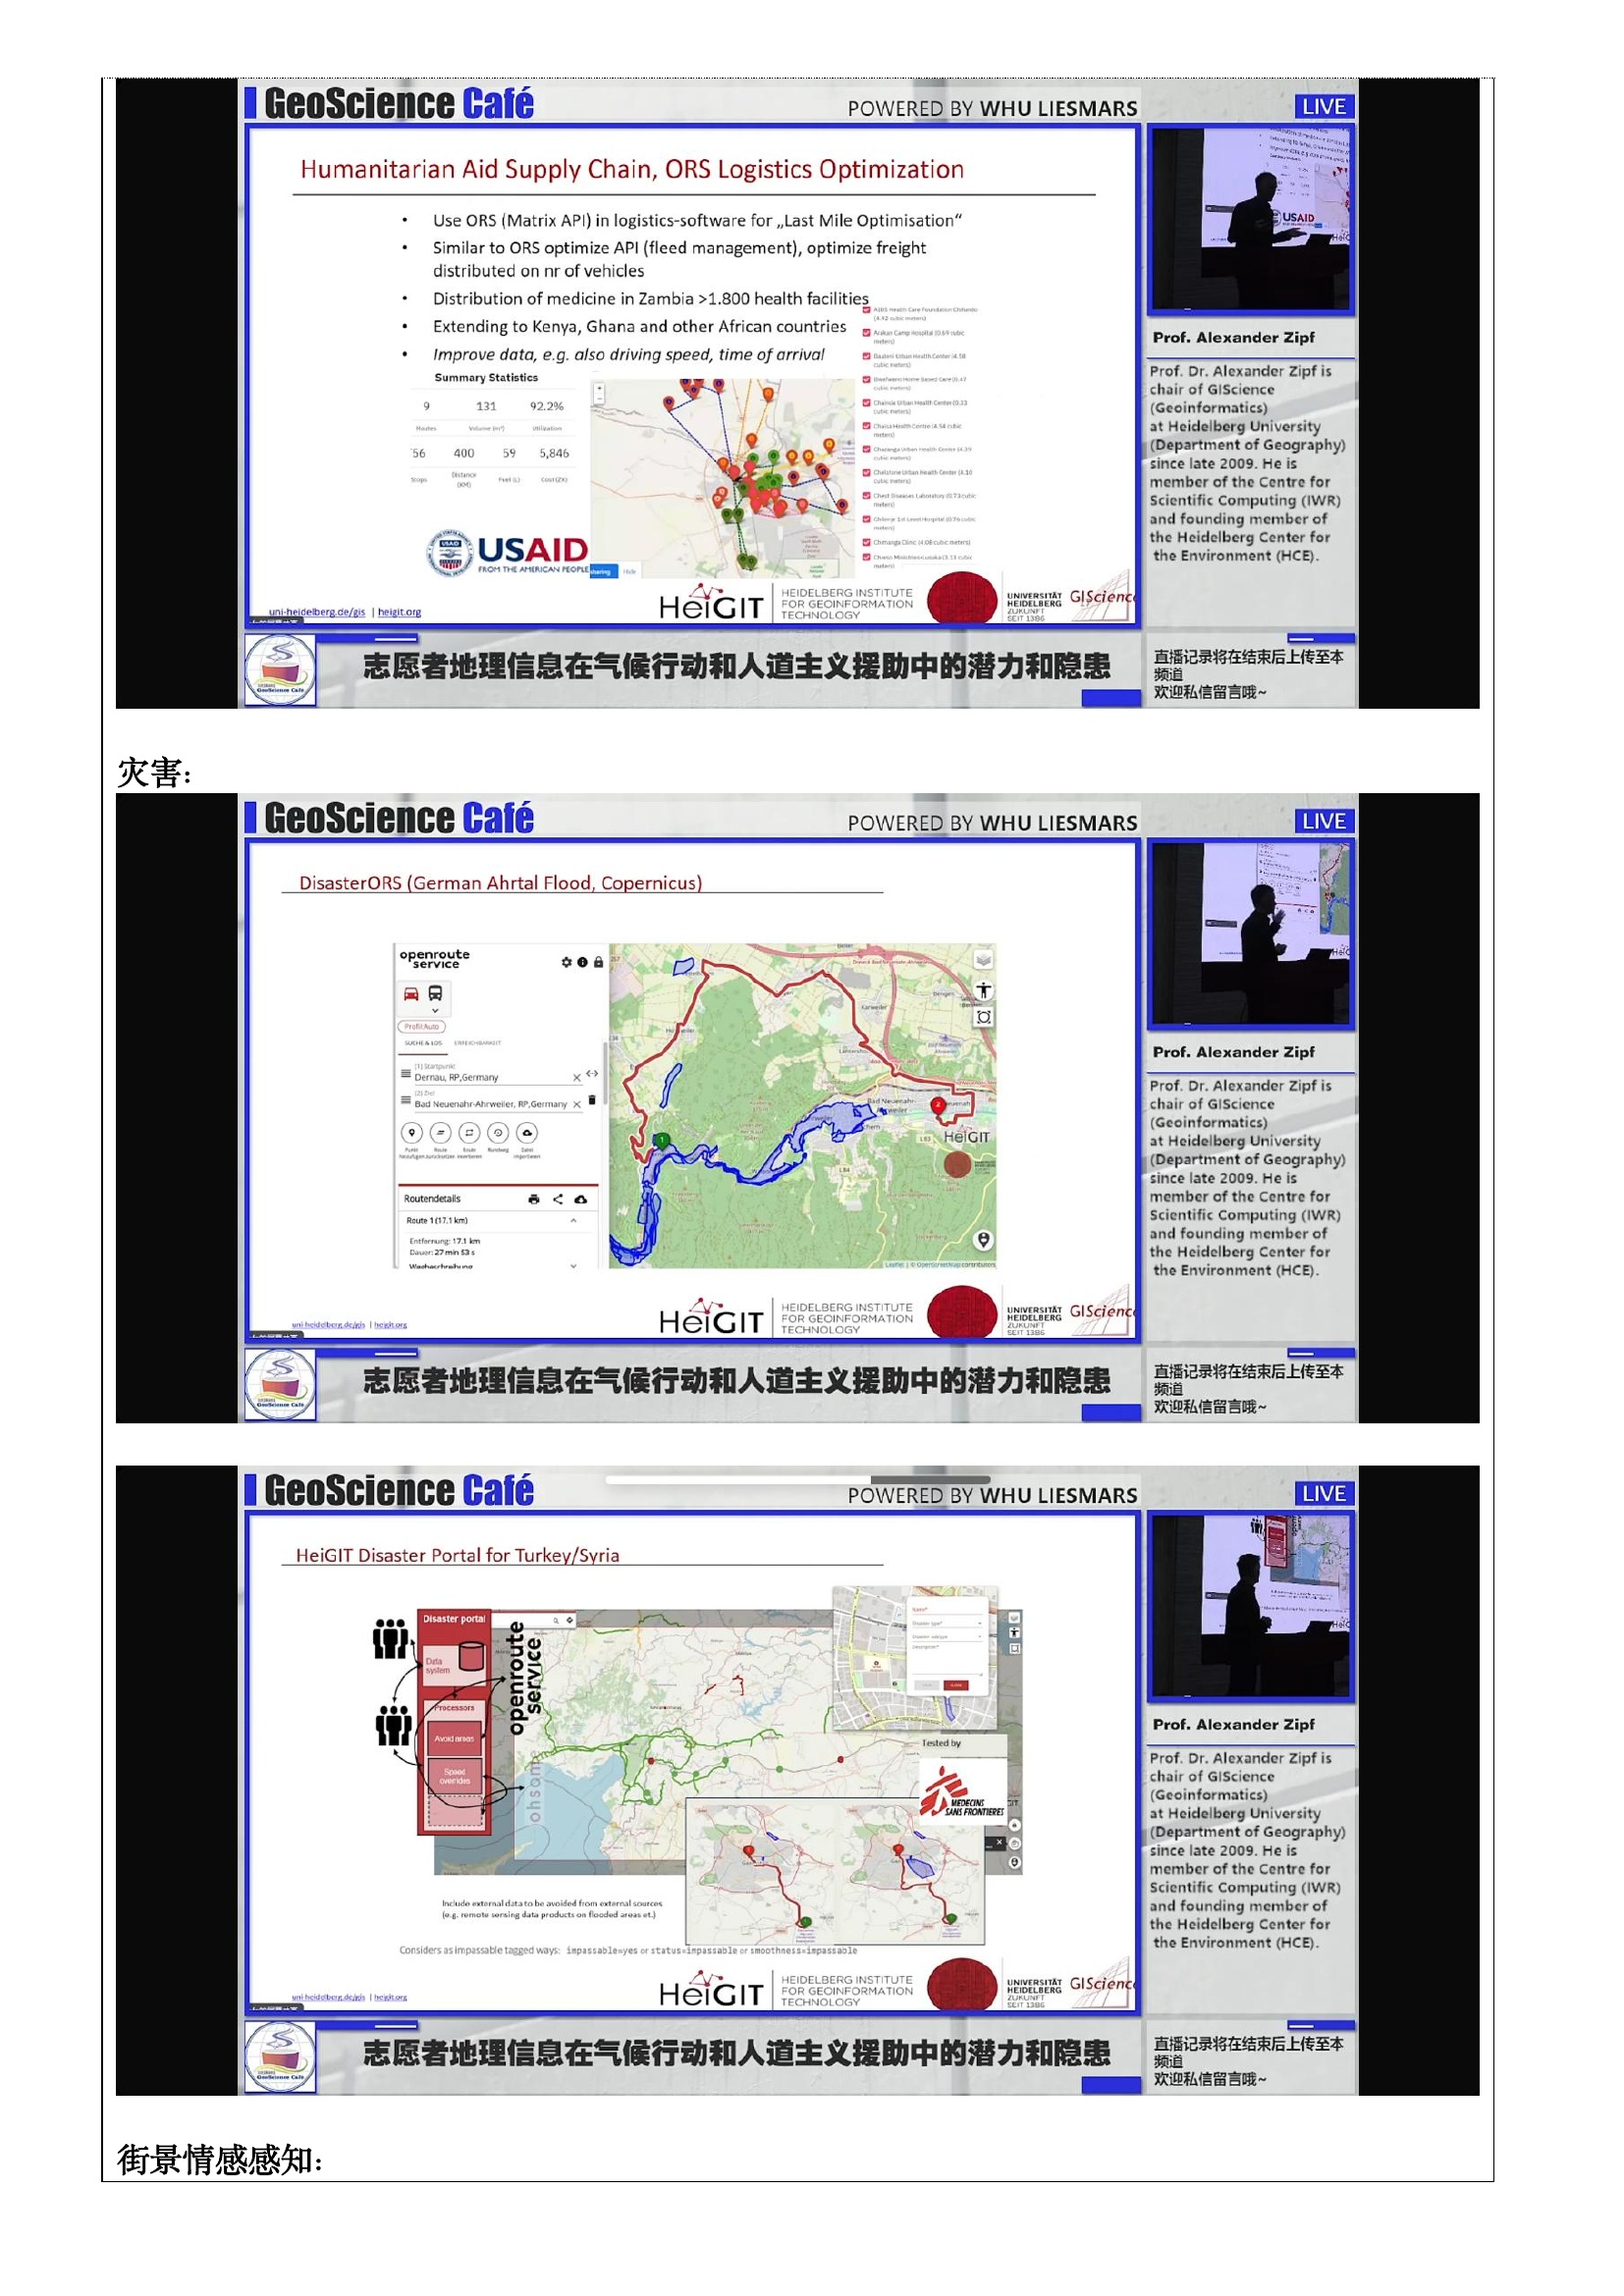 GeoScience Café
POWERED BY WHU LIESMARS
LIVE
Humanitarian Aid Supply Chain, ORS Logistics Optimization
• Use ORS (Matrix API) in logistics-software for „Last Mile Optimisation“
• Similar to ORS optimize API (fleed management), optimize freight
distributed on nr of vehicles
• Distribution of medicine in Zambia >1.800 health facilities
• Extending to Kenya, Ghana and other African countries
• Improve data, e.g. also driving speed, time of arrival
Summary Statistics
9 131 92.2%
Routes Volume (m³) Utilization
56 400 59 5,846
Stops Distance (KM) Fuel (L) Cost (ZK)
USAID
FROM THE AMERICAN PEOPLE
uni-heidelberg.de/gis | heigit.org
HeiGIT
HEIDELBERG INSTITUTE
FOR GEOINFORMATION
TECHNOLOGY
UNIVERSITÄT
HEIDELBERG
ZUKUNFT
SEIT 1386
GIScience
Prof. Alexander Zipf
Prof. Dr. Alexander Zipf is
chair of GIScience
(Geoinformatics)
at Heidelberg University
(Department of Geography)
since late 2009. He is
member of the Centre for
Scientific Computing (IWR)
and founding member of
the Heidelberg Center for
the Environment (HCE).
志愿者地理信息在气候行动和人道主义援助中的潜力和隐患
直播记录将在结束后上传至本
频道
欢迎私信留言哦~
灾害：
GeoScience Café
POWERED BY WHU LIESMARS
LIVE
DisasterORS (German Ahrtal Flood, Copernicus)
openroute
service
Profil:Auto
SUCHE & LOS ERREICHBARKEIT
[1] Startpunkt
Dernau, RP,Germany
[2] Ziel
Bad Neuenahr-Ahrweiler, RP,Germany
Routendetails
Route 1 (17.1 km)
Entfernung: 17.1 km
Dauer: 27 min 53 s
Wegbeschreibung
HeiGIT
uni-heidelberg.de/gis | heigit.org
HeiGIT
HEIDELBERG INSTITUTE
FOR GEOINFORMATION
TECHNOLOGY
UNIVERSITÄT
HEIDELBERG
ZUKUNFT
SEIT 1386
GIScience
Prof. Alexander Zipf
Prof. Dr. Alexander Zipf is
chair of GIScience
(Geoinformatics)
at Heidelberg University
(Department of Geography)
since late 2009. He is
member of the Centre for
Scientific Computing (IWR)
and founding member of
the Heidelberg Center for
the Environment (HCE).
志愿者地理信息在气候行动和人道主义援助中的潜力和隐患
直播记录将在结束后上传至本
频道
欢迎私信留言哦~
GeoScience Café
POWERED BY WHU LIESMARS
LIVE
HeiGIT Disaster Portal for Turkey/Syria
Disaster portal
Data
system
Processors
Avoid areas
Speed
overrides
openroute
service
ohsome
Tested by
MEDECINS
SANS FRONTIERES
Include external data to be avoided from external sources
(e.g. remote sensing data products on flooded areas et.)
Considers as impassable tagged ways: impassable=yes or status=impassable or smoothness=impassable
uni-heidelberg.de/gis | heigit.org
HeiGIT
HEIDELBERG INSTITUTE
FOR GEOINFORMATION
TECHNOLOGY
UNIVERSITÄT
HEIDELBERG
ZUKUNFT
SEIT 1386
GIScience
Prof. Alexander Zipf
Prof. Dr. Alexander Zipf is
chair of GIScience
(Geoinformatics)
at Heidelberg University
(Department of Geography)
since late 2009. He is
member of the Centre for
Scientific Computing (IWR)
and founding member of
the Heidelberg Center for
the Environment (HCE).
志愿者地理信息在气候行动和人道主义援助中的潜力和隐患
直播记录将在结束后上传至本
频道
欢迎私信留言哦~
街景情感感知：